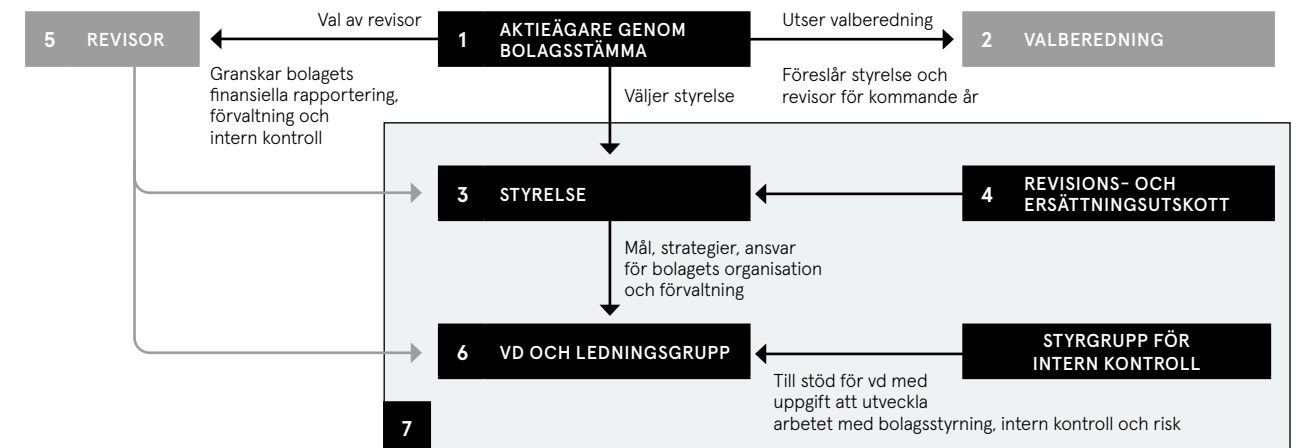 Val av revisor
Utser valberedning
5 REVISOR
1 AKTIEÄGARE GENOM
BOLAGSSTÄMMA
2 VALBEREDNING
Granskar bolagets
finansiella rapportering,
förvaltning och
intern kontroll
Väljer styrelse
Föreslår styrelse och
revisor för kommande år
3 STYRELSE
4 REVISIONS- OCH
ERSÄTTNINGSUTSKOTT
Mål, strategier, ansvar
för bolagets organisation
och förvaltning
6 VD OCH LEDNINGSGRUPP
STYRGRUPP FÖR
INTERN KONTROLL
Till stöd för vd med
uppgift att utveckla
arbetet med bolagsstyrning, intern kontroll och risk
7